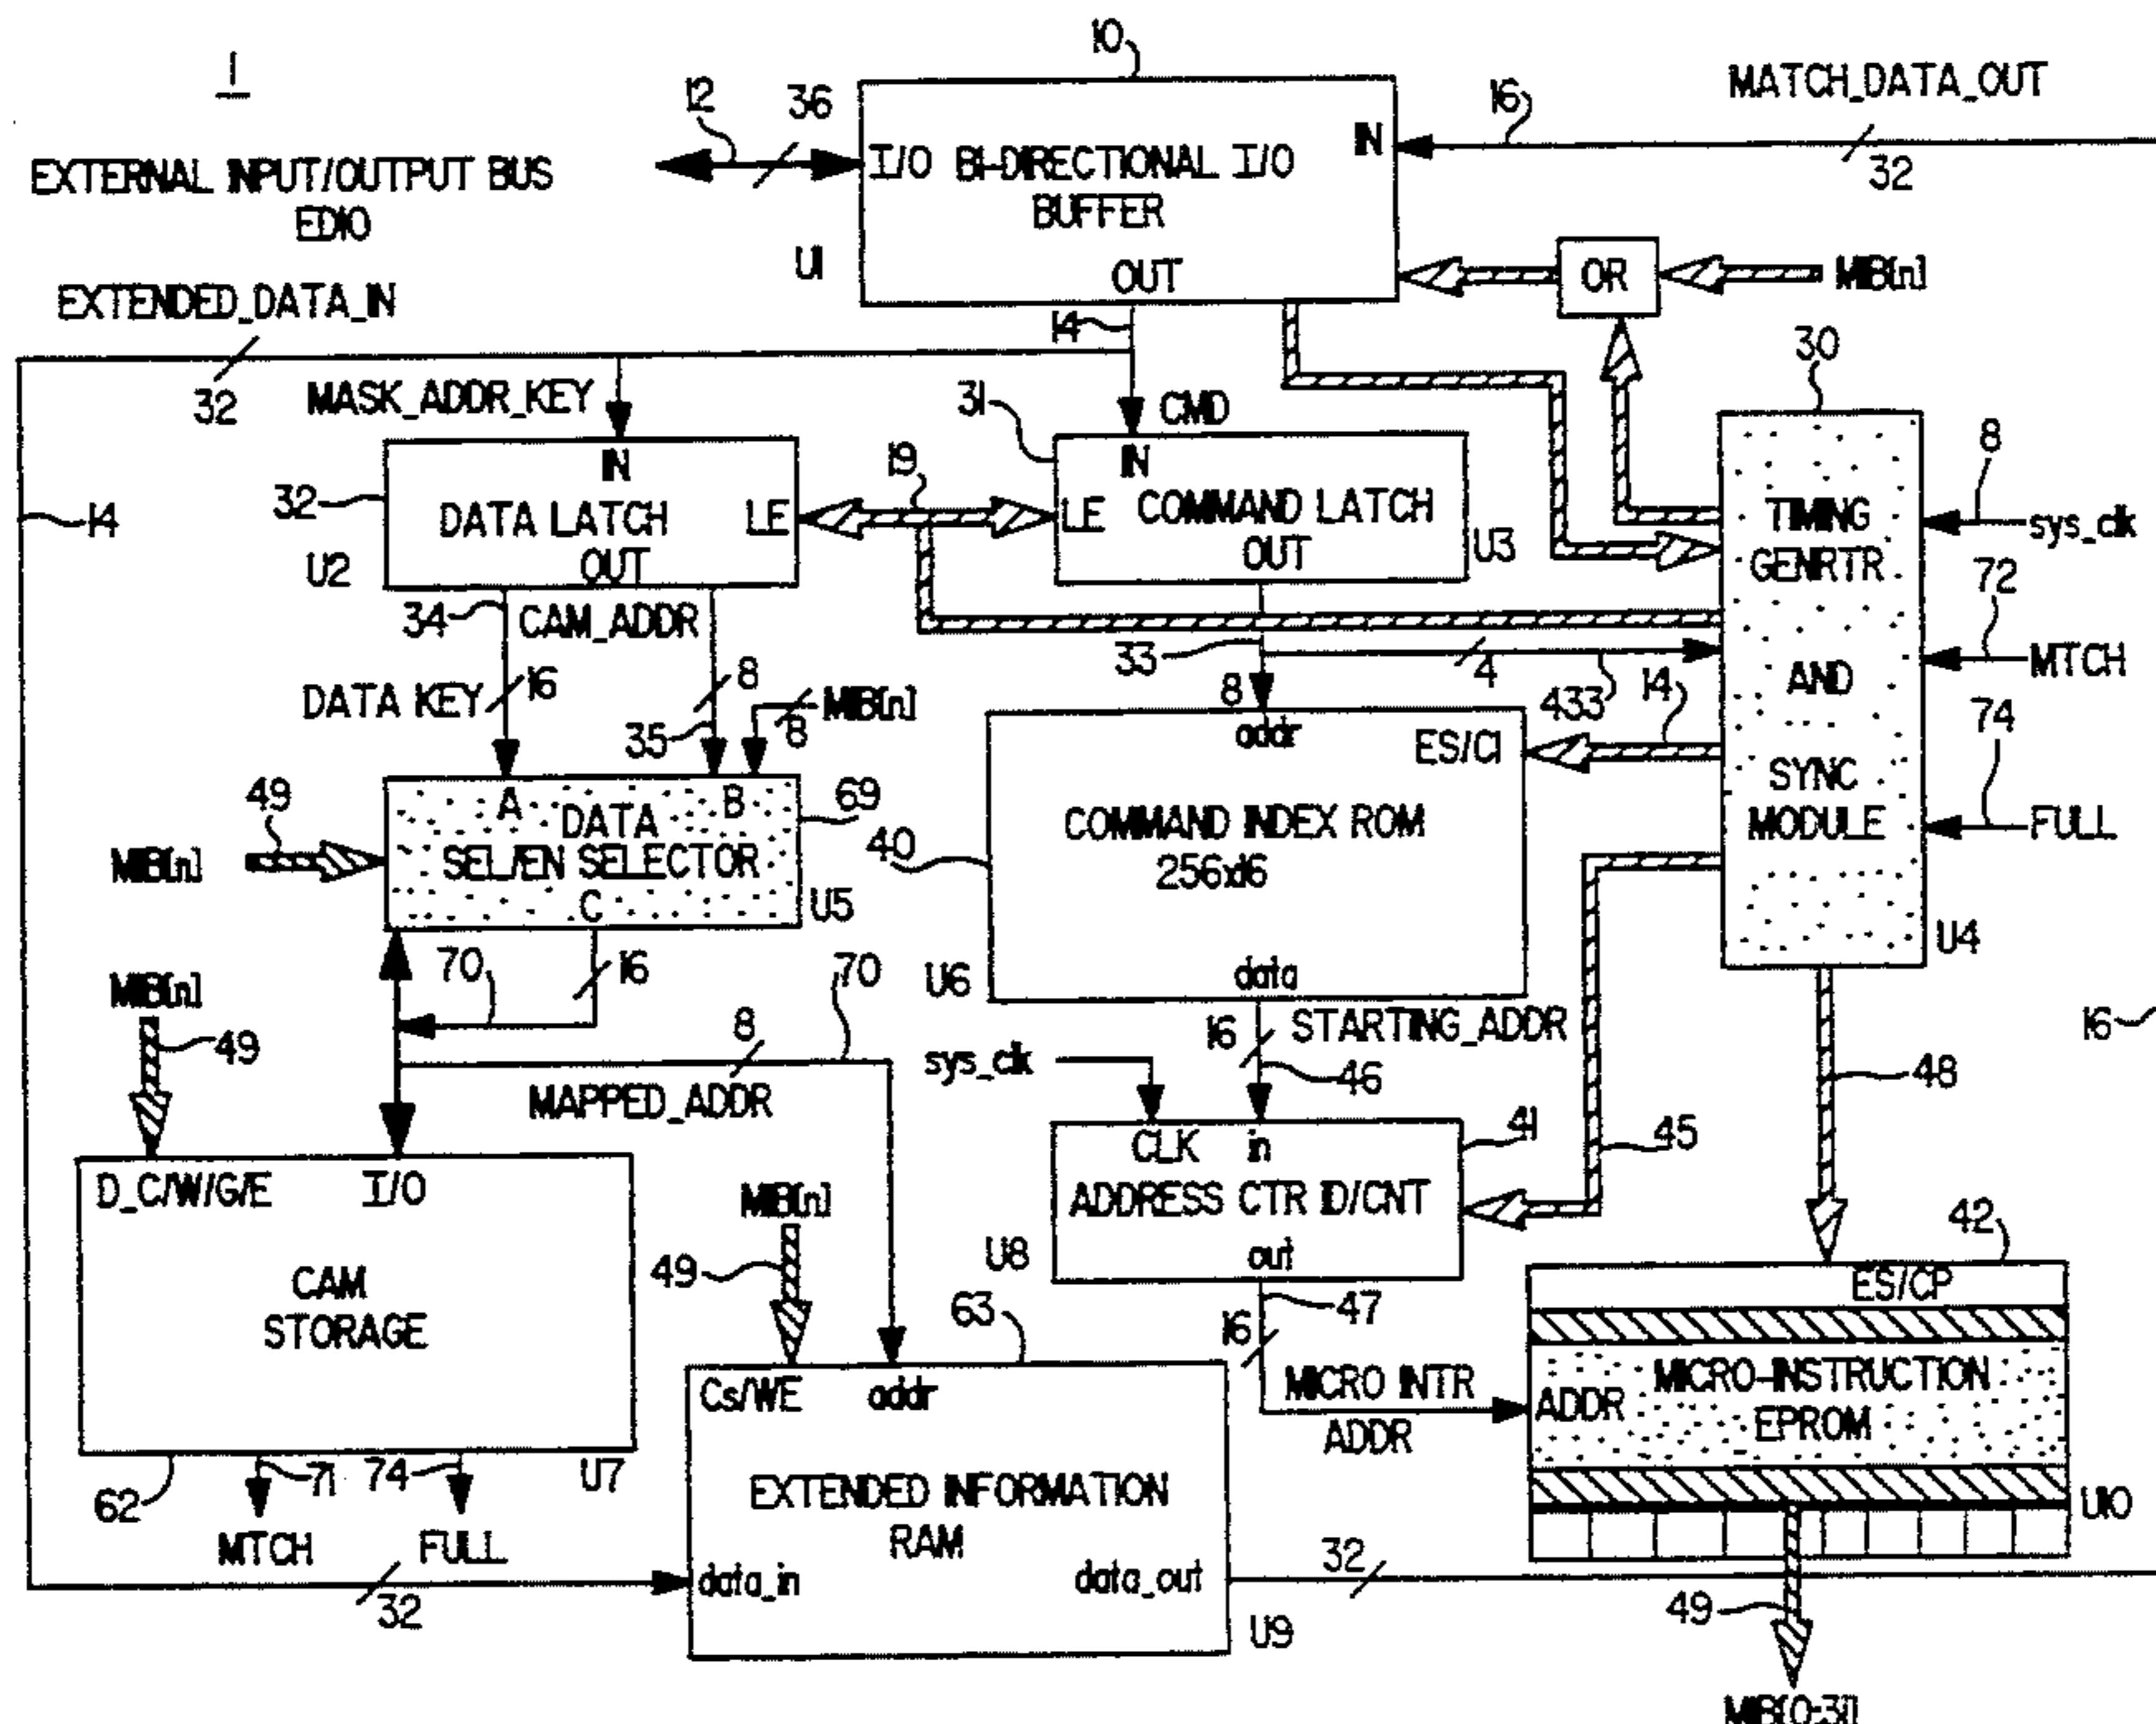 1
10
12
36
16
MATCH_DATA_OUT
32
EXTERNAL INPUT/OUTPUT BUS
EDIO
I/O BI-DIRECTIONAL I/O
BUFFER
IN
OUT
U1
OR
MIB[n]
EXTENDED_DATA_IN
32
14
MASK_ADDR_KEY
CMD
31
30
19
32
IN
DATA LATCH
OUT
LE
U2
IN
LE
COMMAND LATCH
OUT
U3
TIMING
GENRTR
AND
SYNC
MODULE
U4
8
sys_clk
72
MTCH
74
FULL
14
34
CAM_ADDR
DATA KEY
16
8
35
MIB[n]
8
33
8
4
433
14
49
MIB[n]
A
DATA
B
SEL/EN SELECTOR
C
69
U5
40
addr
ES/CI
COMMAND INDEX ROM
256x16
data
U6
MIB[n]
49
70
16
70
8
MAPPED_ADDR
16
STARTING_ADDR
46
sys_clk
45
48
16
D_C/W/G/E
I/O
CAM
STORAGE
62
U7
71
MTCH
74
FULL
CLK
in
ADDRESS CTR lD/CNT
out
41
U8
47
16
MICRO INTR
ADDR
MIB[n]
49
63
Cs/WE
addr
EXTENDED INFORMATION
RAM
data_in
data_out
U9
32
32
42
ES/CP
ADDR
MICRO-INSTRUCTION
EPROM
U10
49
MIB[0:31]